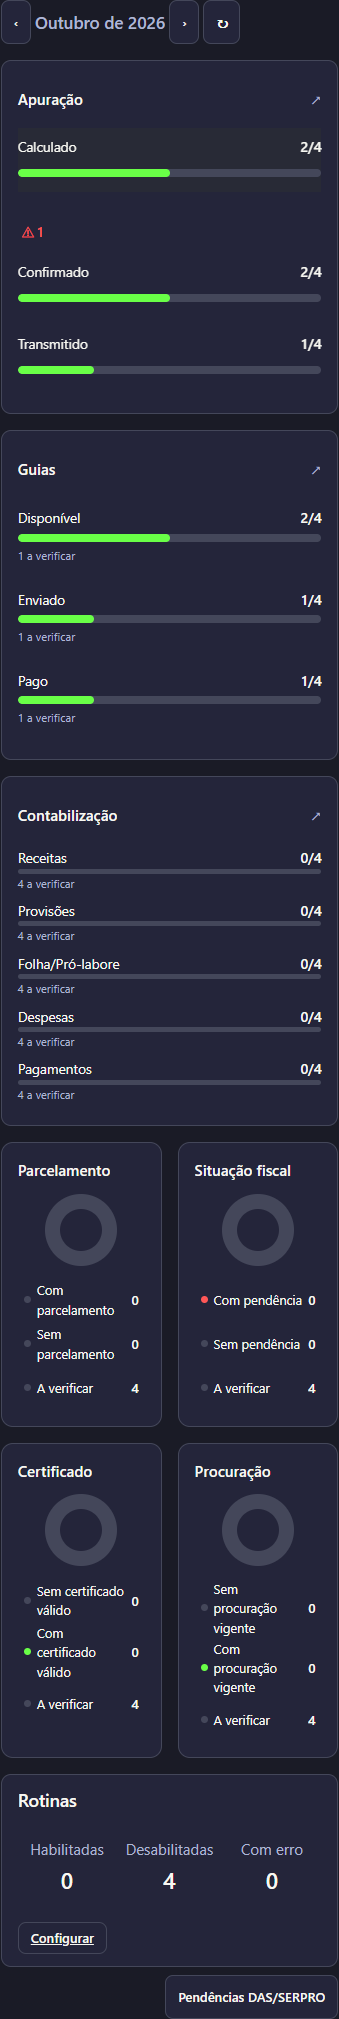 ‹ Outubro de 2026 › ↻
Apuração ↗
Calculado 2/4
⚠ 1
Confirmado 2/4
Transmitido 1/4
Guias ↗
Disponível 2/4
1 a verificar
Enviado 1/4
1 a verificar
Pago 1/4
1 a verificar
Contabilização ↗
Receitas 0/4
4 a verificar
Provisões 0/4
4 a verificar
Folha/Pró-labore 0/4
4 a verificar
Despesas 0/4
4 a verificar
Pagamentos 0/4
4 a verificar
Parcelamento
Com
parcelamento 0
Sem
parcelamento 0
A verificar 4
Situação fiscal
Com pendência 0
Sem pendência 0
A verificar 4
Certificado
Sem certificado
válido 0
Com
certificado 0
válido
A verificar 4
Procuração
Sem
procuração 0
vigente
Com
procuração 0
vigente
A verificar 4
Rotinas
Habilitadas Desabilitadas Com erro
0 4 0
Configurar
Pendências DAS/SERPRO